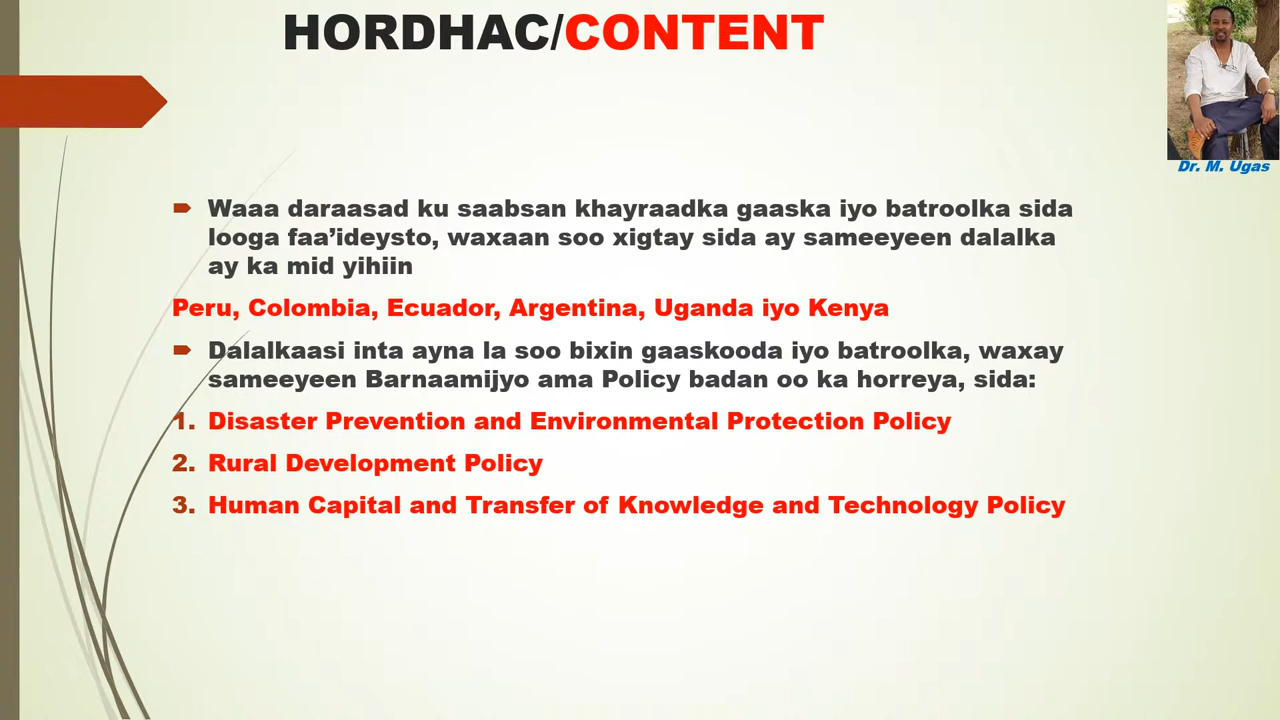 HORDHAC/CONTENT
Dr. M. Ugas
Waaa daraasad ku saabsan khayraadka gaaska iyo batroolka sida
looga faa’ideysto, waxaan soo xigtay sida ay sameeyeen dalalka
ay ka mid yihiin
Peru, Colombia, Ecuador, Argentina, Uganda iyo Kenya
Dalalkaasi inta ayna la soo bixin gaaskooda iyo batroolka, waxay
sameeyeen Barnaamijyo ama Policy badan oo ka horreya, sida:
1. Disaster Prevention and Environmental Protection Policy
2. Rural Development Policy
3. Human Capital and Transfer of Knowledge and Technology Policy